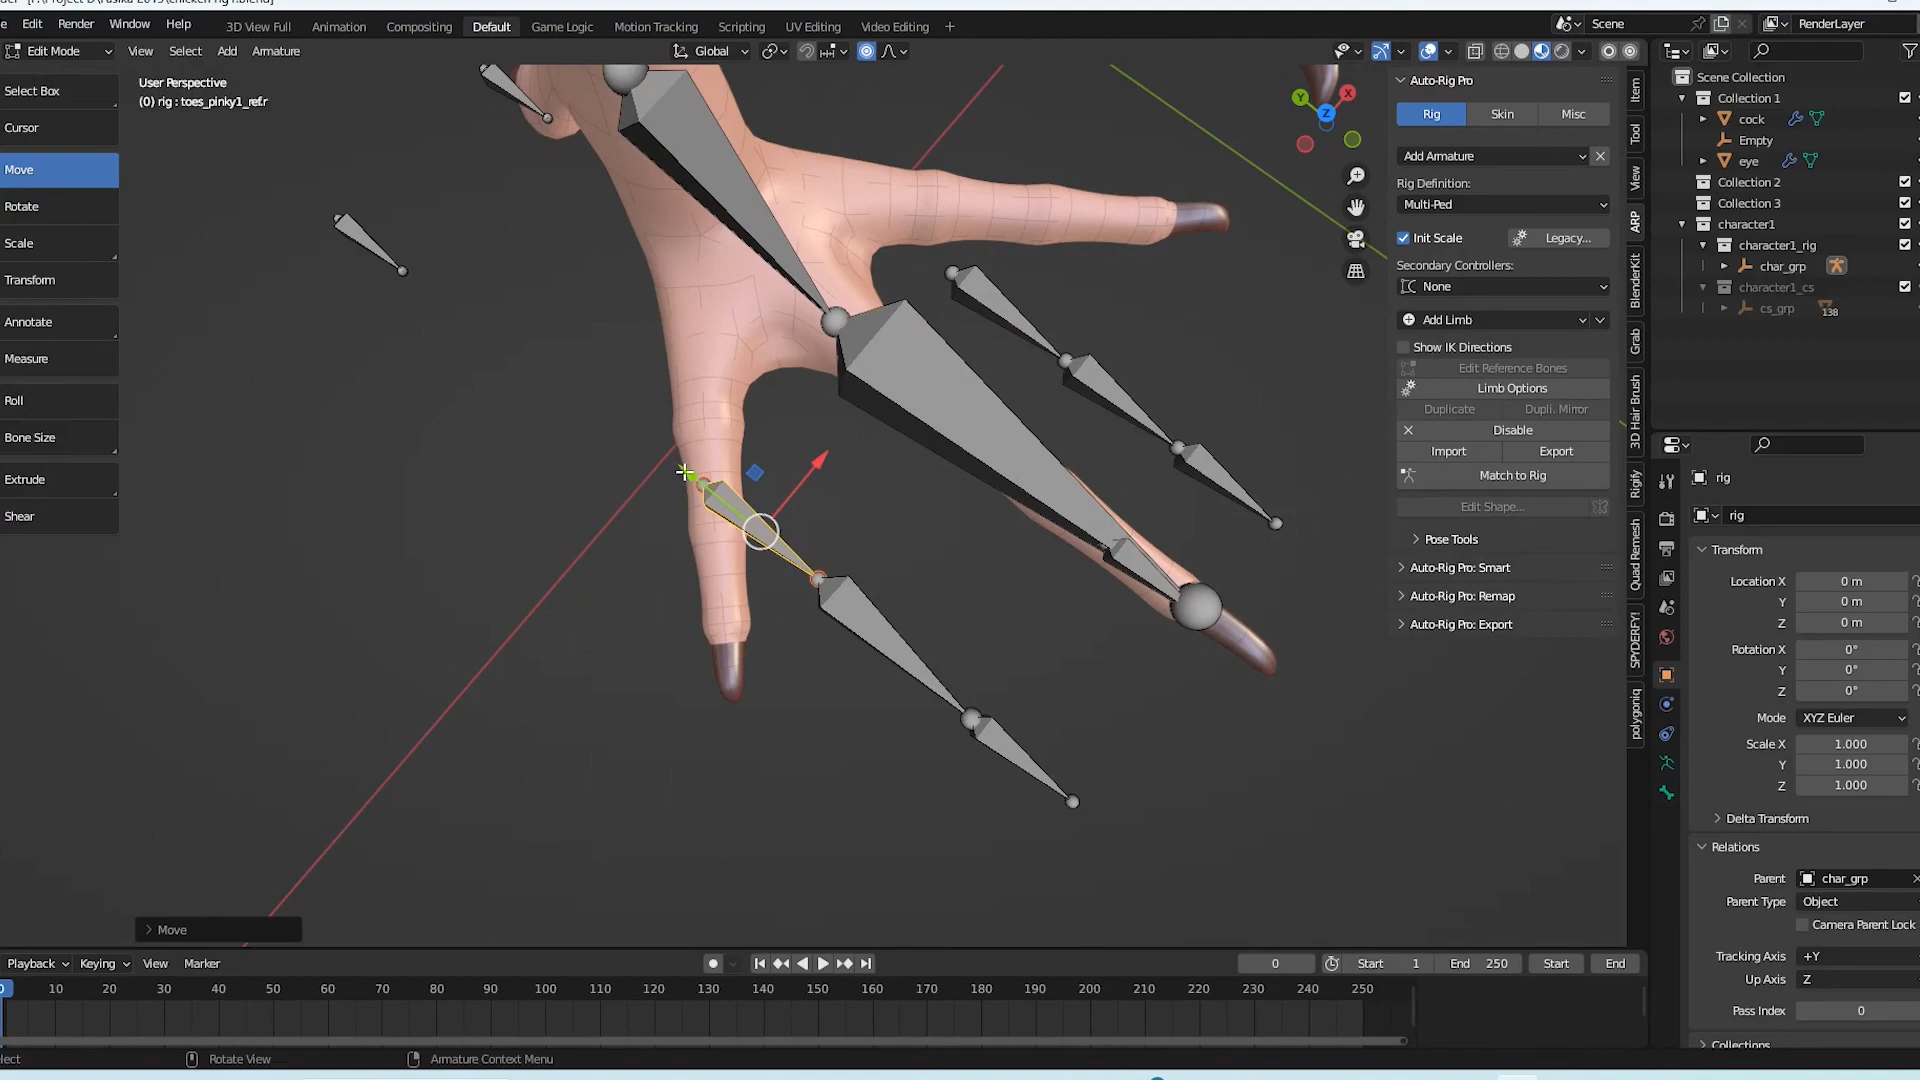 File Edit Render Window Help 3D View Full Animation Compositing Default Game Logic Motion Tracking Scripting UV Editing Video Editing + Scene RenderLayer
Edit Mode View Select Add Armature Global
User Perspective
(0) rig : toes_pinky1_ref.r
Select Box
Cursor
Move
Rotate
Scale
Transform
Annotate
Measure
Roll
Bone Size
Extrude
Shear
Move
Y
X
Z
Auto-Rig Pro
Rig Skin Misc
Add Armature
Rig Definition:
Multi-Ped
Init Scale Legacy...
Secondary Controllers:
None
Add Limb
Show IK Directions
Edit Reference Bones
Limb Options
Duplicate Dupli. Mirror
Disable
Import Export
Match to Rig
Edit Shape...
Pose Tools
Auto-Rig Pro: Smart
Auto-Rig Pro: Remap
Auto-Rig Pro: Export
Item
Tool
View
ARP
BlenderKit
Grab
3D Hair Brush
Rigify
Quad Remesh
SPYDERFY!
polygoniq
Scene Collection
Collection 1
cock
Empty
eye
Collection 2
Collection 3
character1
character1_rig
char_grp
character1_cs
cs_grp 138
rig
rig
Transform
Location X 0 m
Y 0 m
Z 0 m
Rotation X 0°
Y 0°
Z 0°
Mode XYZ Euler
Scale X 1.000
Y 1.000
Z 1.000
Delta Transform
Relations
Parent char_grp
Parent Type Object
Camera Parent Lock
Tracking Axis +Y
Up Axis Z
Pass Index 0
Collections
Playback Keying View Marker 0 Start 1 End 250 Start End
0 10 20 30 40 50 60 70 80 90 100 110 120 130 140 150 160 170 180 190 200 210 220 230 240 250
lect Rotate View Armature Context Menu